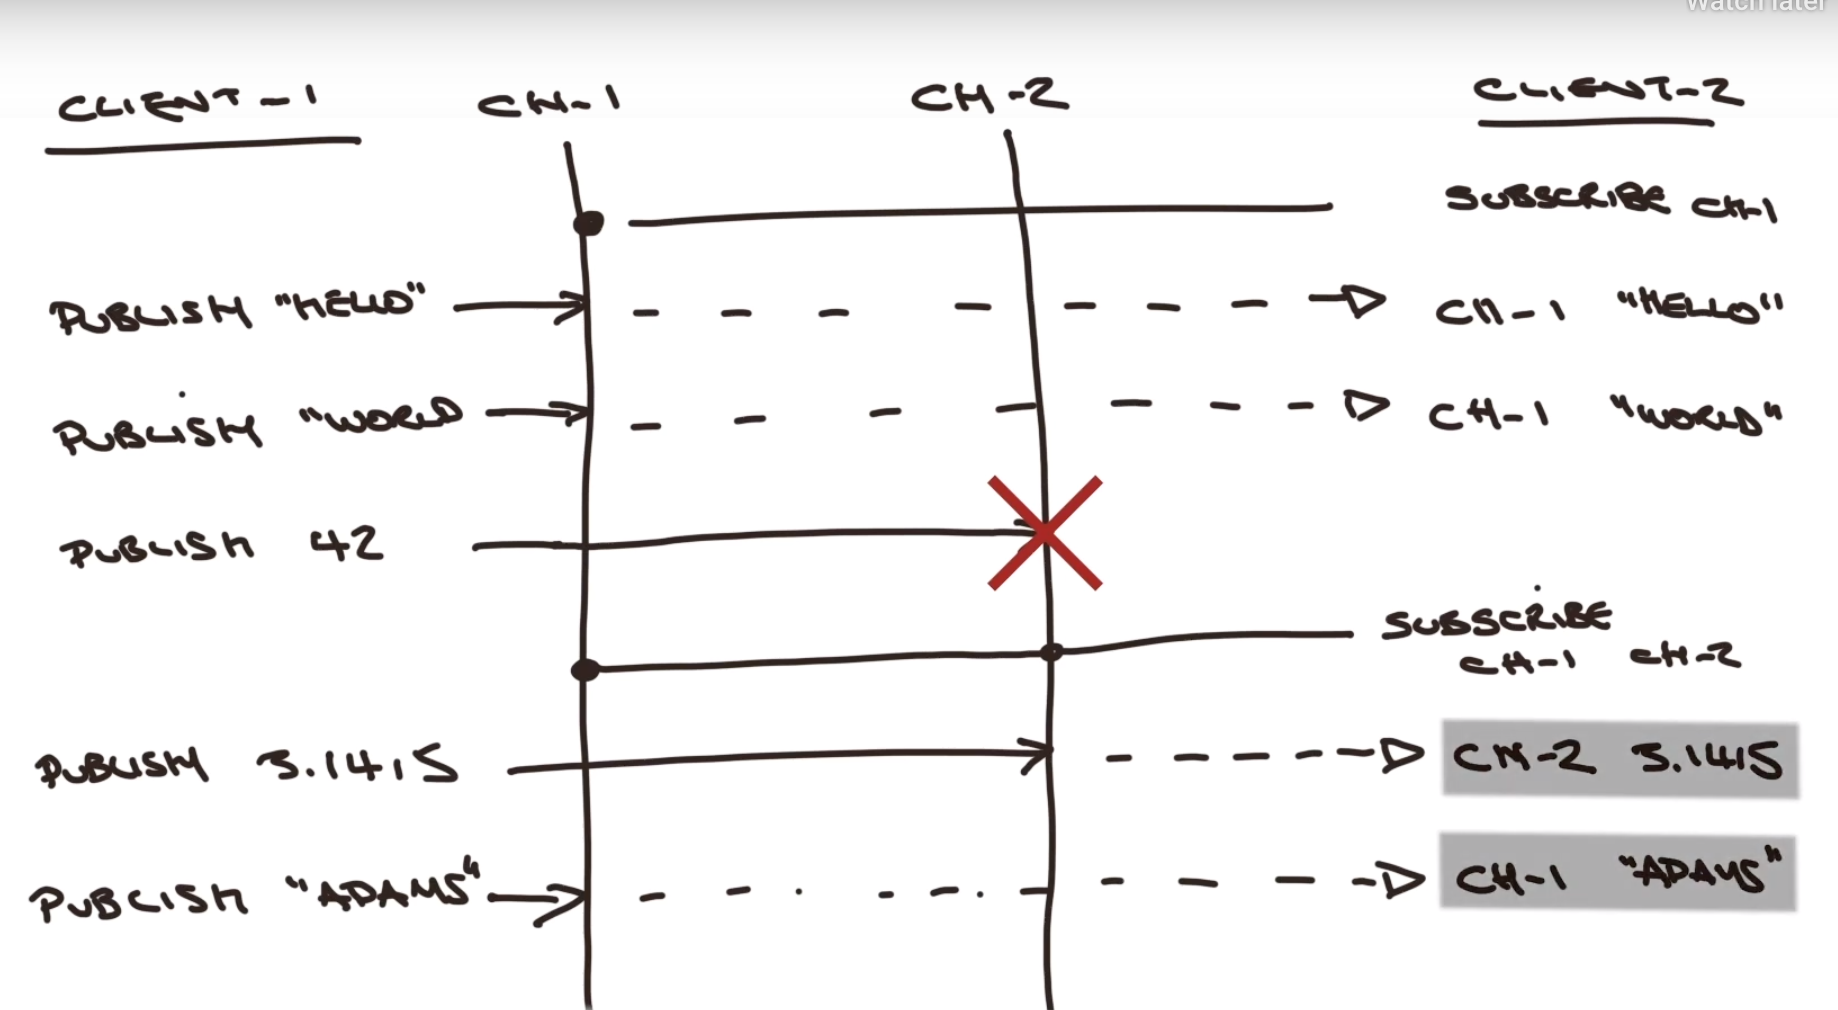 Watch later
CLIENT-1 CH-1 CH-2 CLIENT-2
SUBSCRIBE CH-1
PUBLISH "HELLO" CH-1 "HELLO"
PUBLISH "WORLD CH-1 "WORLD"
PUBLISH 42
SUBSCRIBE
CH-1 CH-2
PUBLISH 3.1415 CH-2 3.1415
PUBLISH "ADAMS" CH-1 "ADAMS"